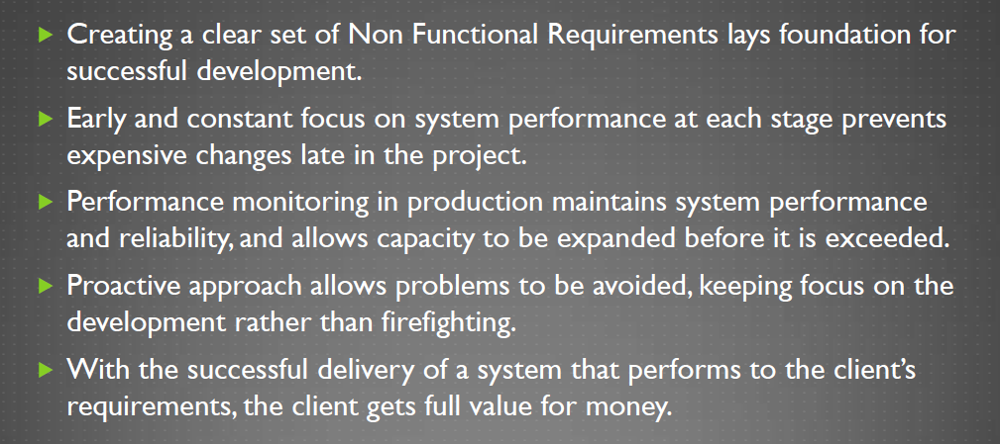 Creating a clear set of Non Functional Requirements lays foundation for
successful development.
Early and constant focus on system performance at each stage prevents
expensive changes late in the project.
Performance monitoring in production maintains system performance
and reliability, and allows capacity to be expanded before it is exceeded.
Proactive approach allows problems to be avoided, keeping focus on the
development rather than firefighting.
With the successful delivery of a system that performs to the client’s
requirements, the client gets full value for money.